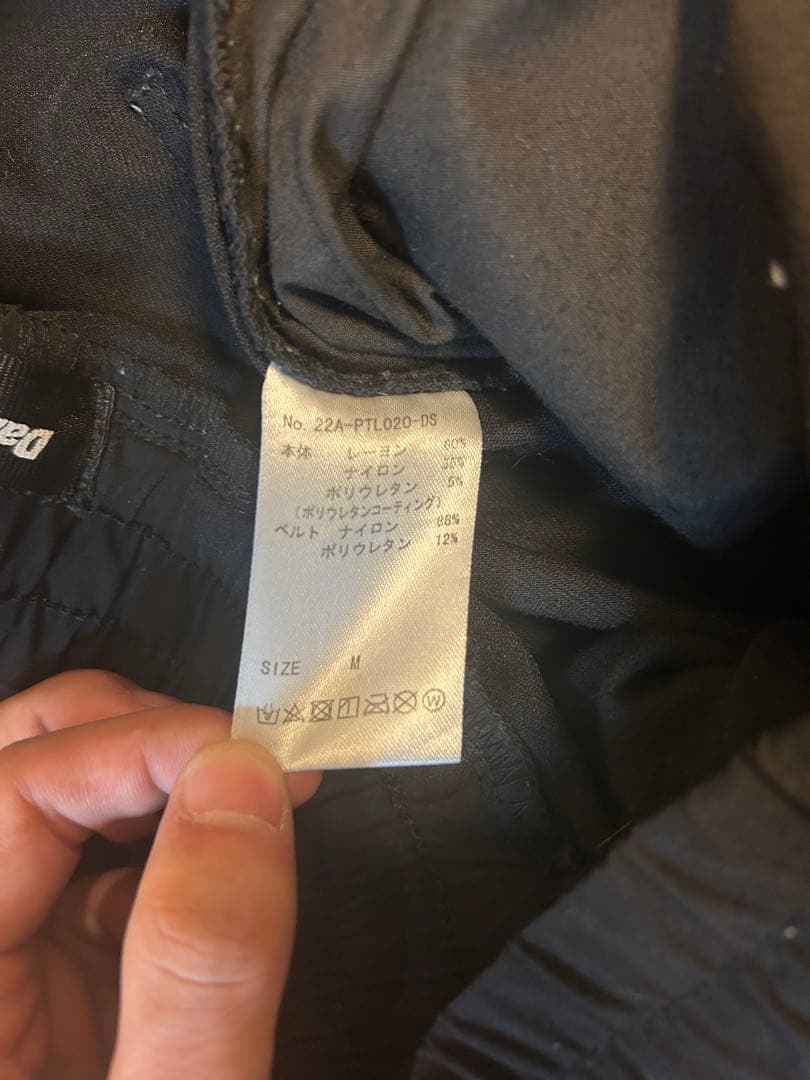 No. 22A-PTL020-DS
本体 レーヨン 60%
ナイロン 35%
ポリウレタン 5%
(ポリウレタンコーティング)
ベルト ナイロン 88%
ポリウレタン 12%
SIZE M
W
Da